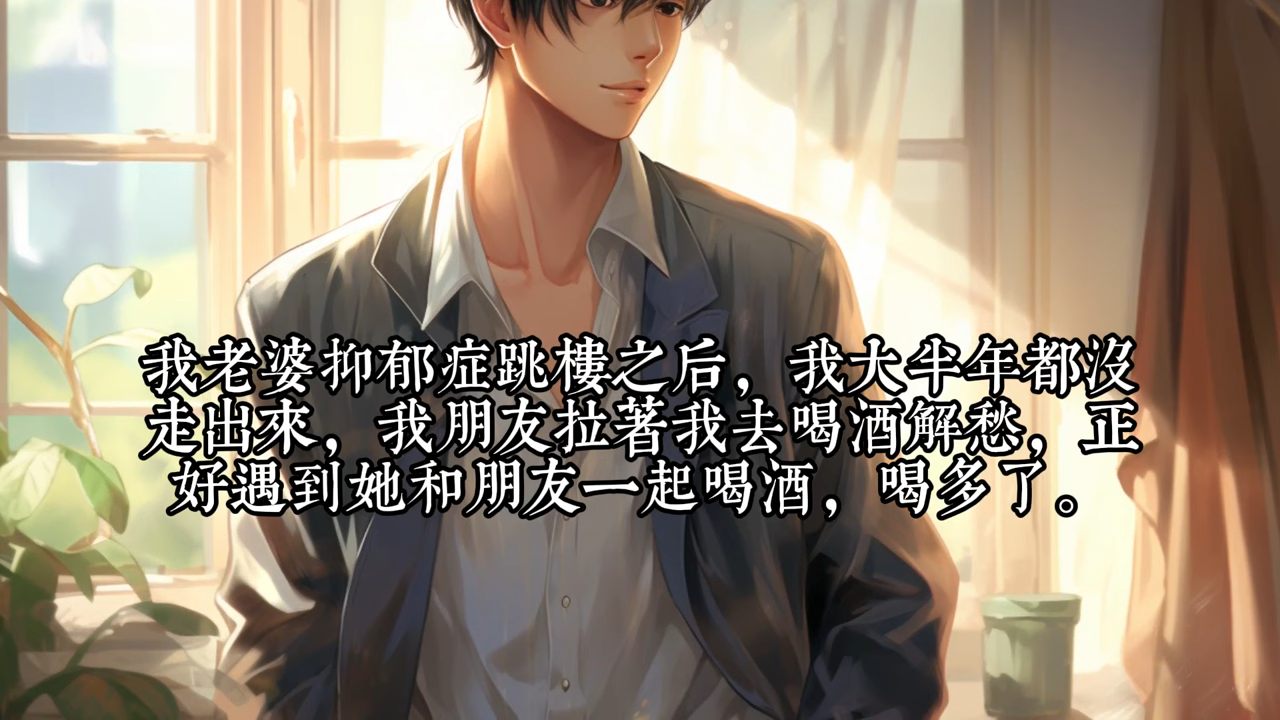 我老婆抑郁症跳樓之后，我大半年都沒
走出來，我朋友拉著我去喝酒解愁，正
好遇到她和朋友一起喝酒，喝多了。